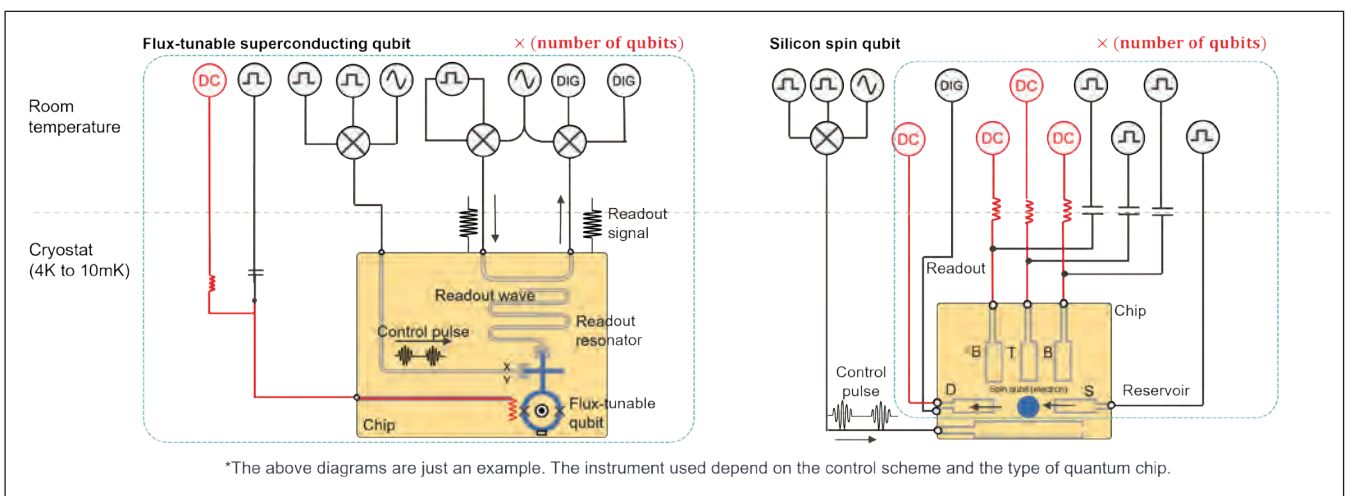 Flux-tunable superconducting qubit
× (number of qubits)
Silicon spin qubit
× (number of qubits)
Room
temperature
DC
DIG
DIG
DIG
DC
DC
DC
DC
Cryostat
(4K to 10mK)
Readout
signal
Readout wave
Readout
resonator
Control pulse
X
Y
Flux-tunable
qubit
Chip
Readout
Chip
B
T
B
Control
pulse
D
Spin qubit (electron)
S
Reservoir
*The above diagrams are just an example. The instrument used depend on the control scheme and the type of quantum chip.